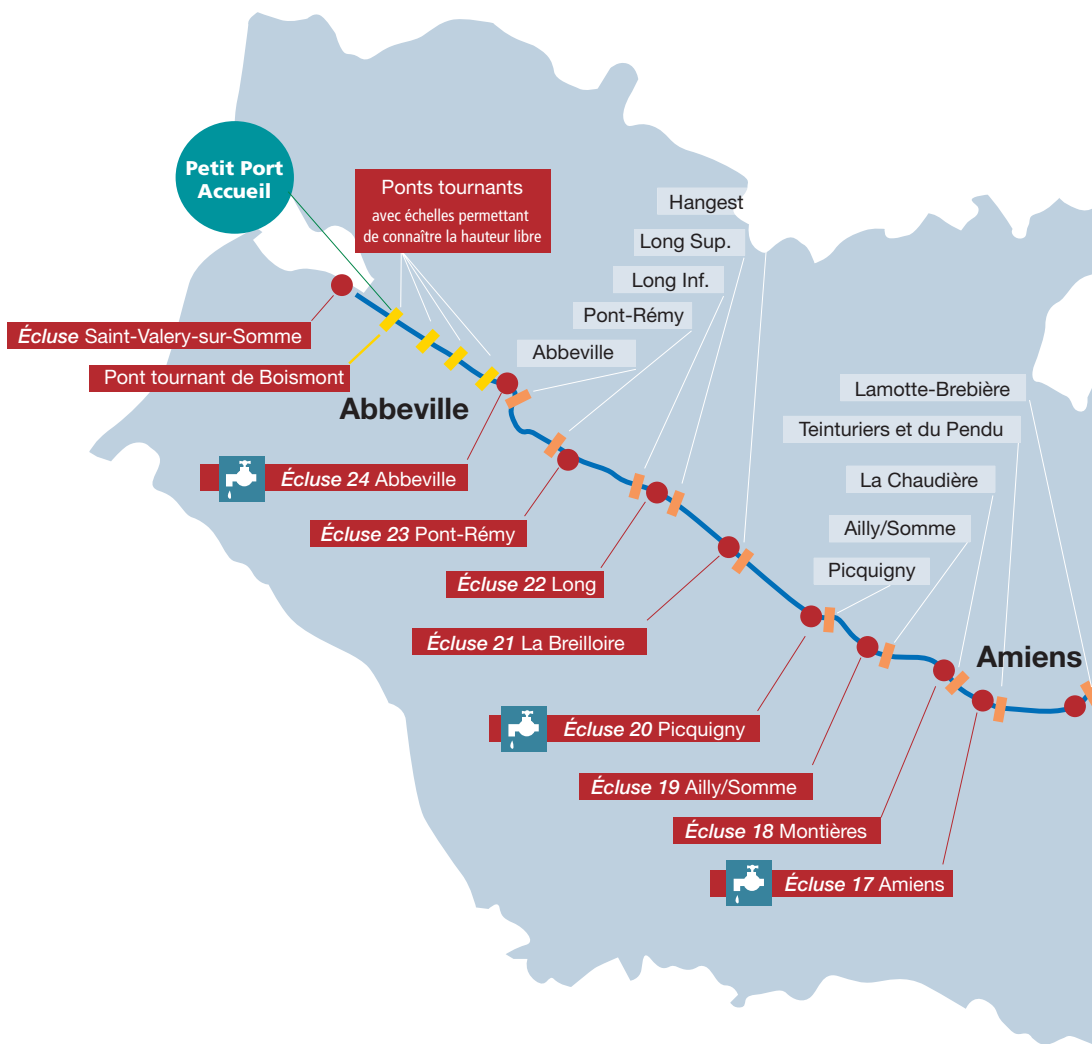 Petit Port
Accueil
Ponts tournants
avec échelles permettant
de connaître la hauteur libre
Hangest
Long Sup.
Long Inf.
Pont-Rémy
Abbeville
Écluse Saint-Valery-sur-Somme
Pont tournant de Boismont
Abbeville
Lamotte-Brebière
Teinturiers et du Pendu
La Chaudière
Ailly/Somme
Picquigny
Écluse 24 Abbeville
Écluse 23 Pont-Rémy
Écluse 22 Long
Écluse 21 La Breilloire
Amiens
Écluse 20 Picquigny
Écluse 19 Ailly/Somme
Écluse 18 Montières
Écluse 17 Amiens